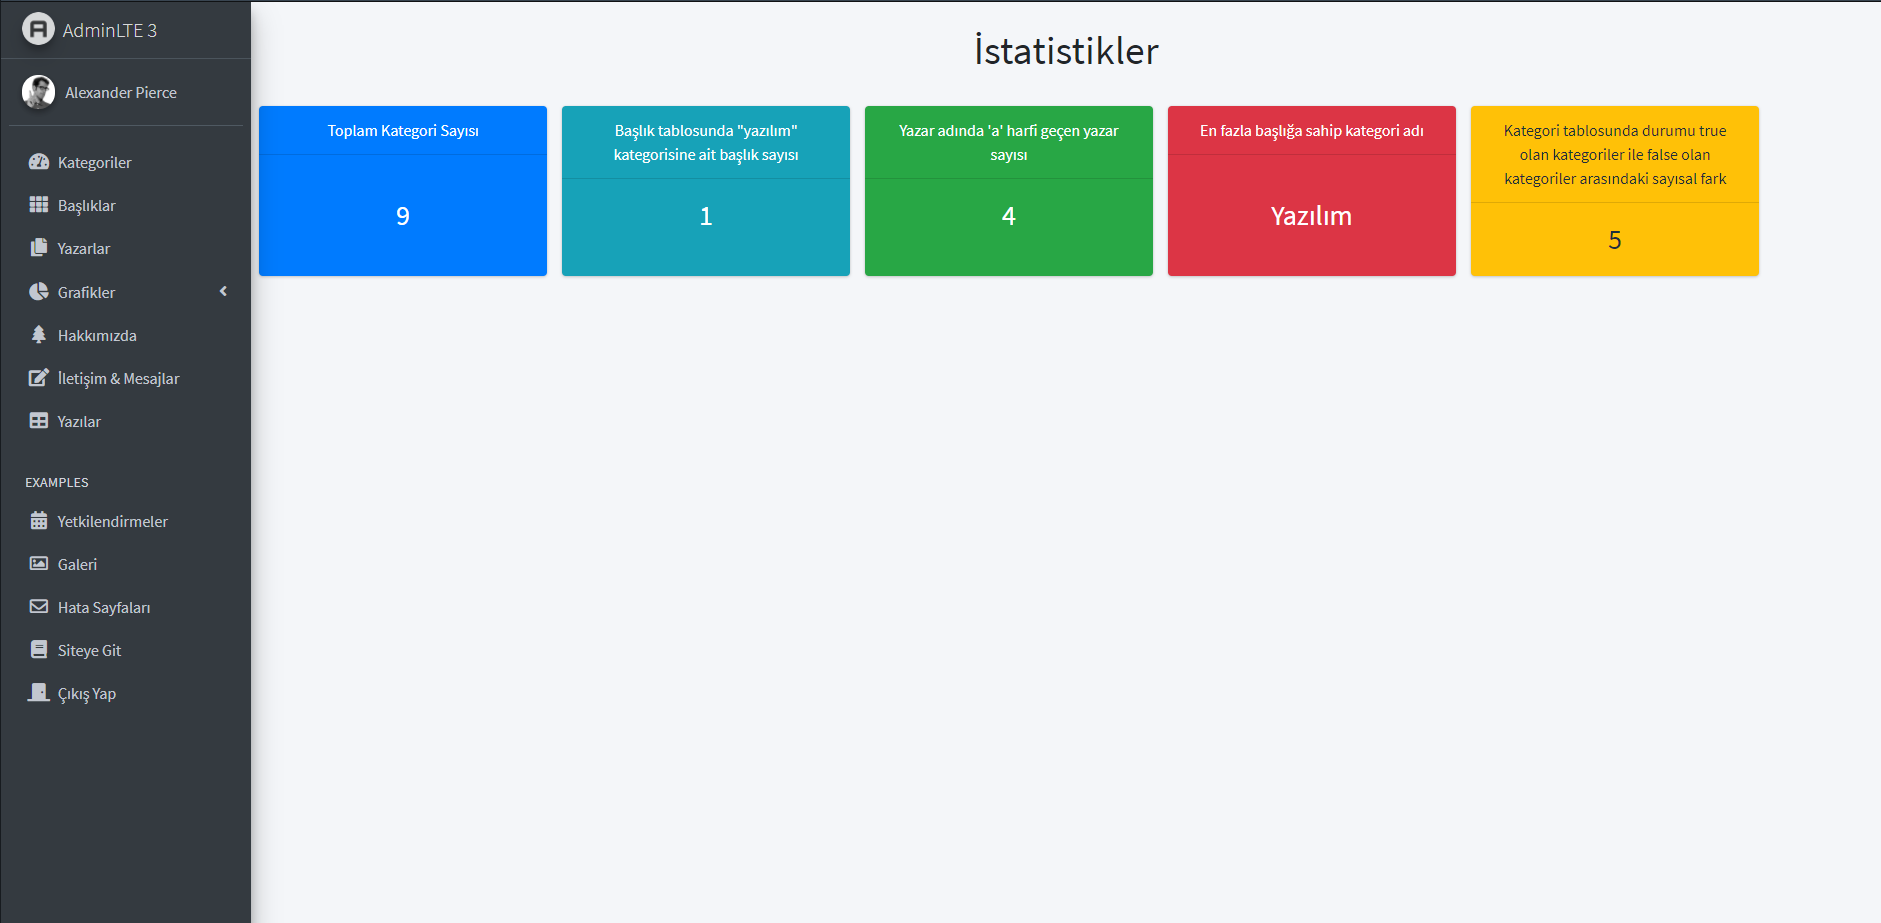 AdminLTE 3
Alexander Pierce
Kategoriler
Başlıklar
Yazarlar
Grafikler
Hakkımızda
İletişim & Mesajlar
Yazılar
EXAMPLES
Yetkilendirmeler
Galeri
Hata Sayfaları
Siteye Git
Çıkış Yap
İstatistikler
Toplam Kategori Sayısı
9
Başlık tablosunda "yazılım"
kategorisine ait başlık sayısı
1
Yazar adında 'a' harfi geçen yazar
sayısı
4
En fazla başlığa sahip kategori adı
Yazılım
Kategori tablosunda durumu true
olan kategoriler ile false olan
kategoriler arasındaki sayısal fark
5